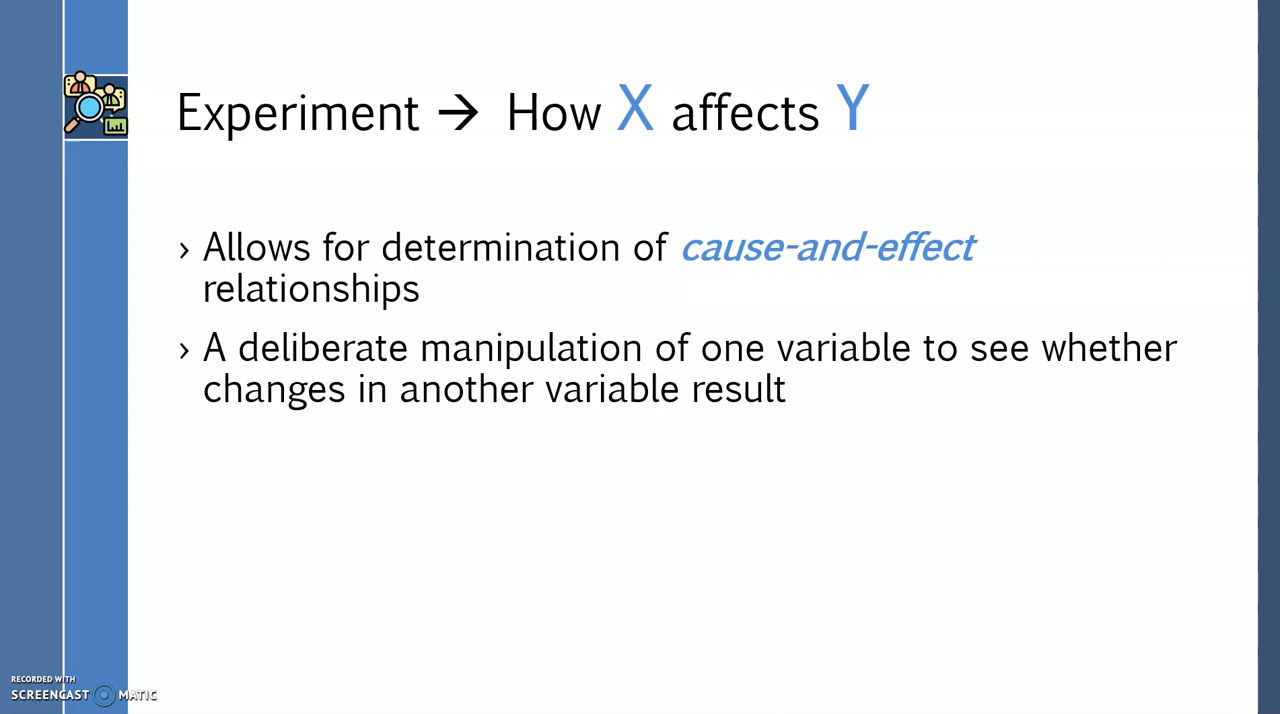 Experiment → How X affects Y
› Allows for determination of cause-and-effect
relationships
› A deliberate manipulation of one variable to see whether
changes in another variable result
RECORDED WITH
SCREENCAST MATIC